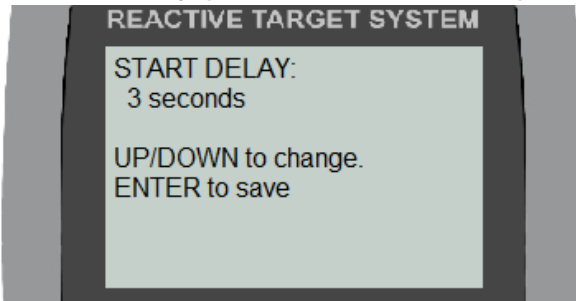 REACTIVE TARGET SYSTEM
START DELAY:
3 seconds
UP/DOWN to change.
ENTER to save